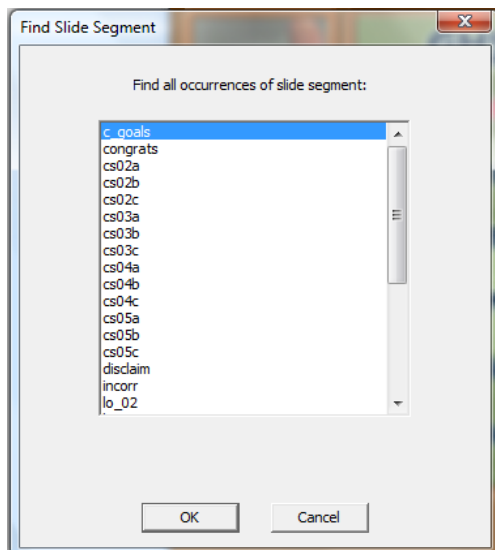 Find Slide Segment
Find all occurrences of slide segment:
c_goals
congrats
cs02a
cs02b
cs02c
cs03a
cs03b
cs03c
cs04a
cs04b
cs04c
cs05a
cs05b
cs05c
disclaim
incorr
lo_02
OK
Cancel